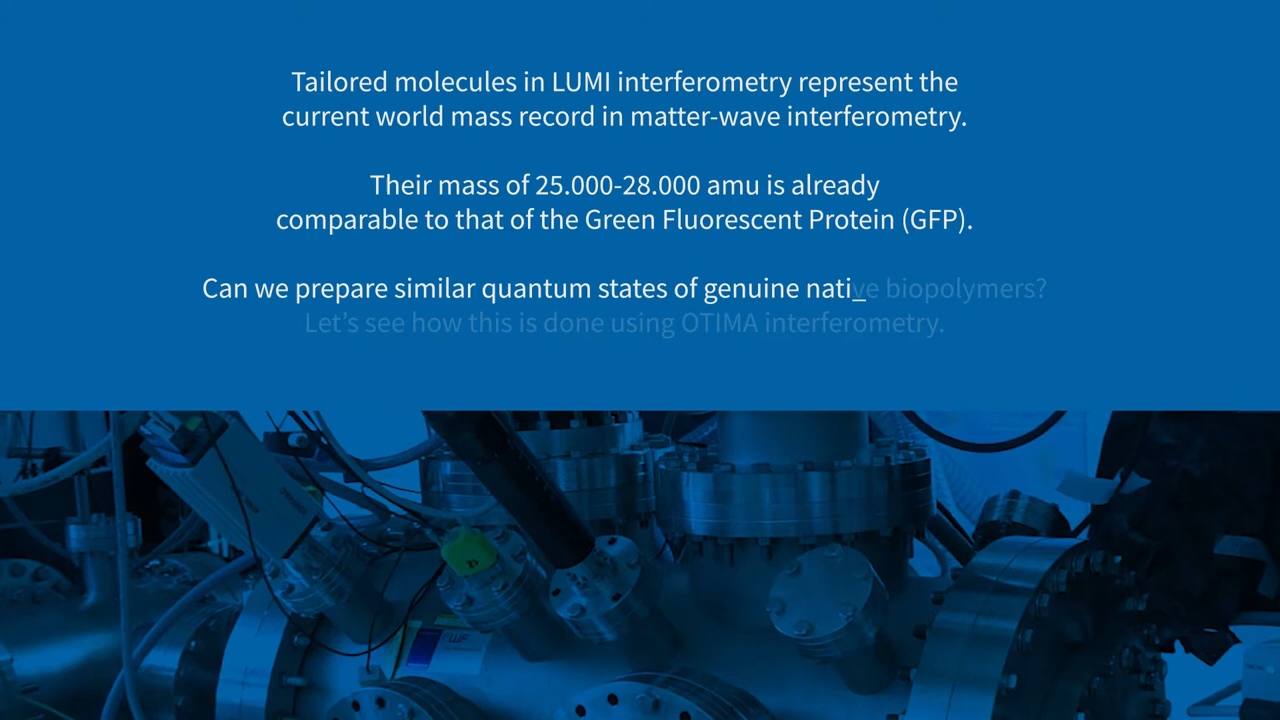 Tailored molecules in LUMI interferometry represent the
current world mass record in matter-wave interferometry.
Their mass of 25.000-28.000 amu is already
comparable to that of the Green Fluorescent Protein (GFP).
Can we prepare similar quantum states of genuine native biopolymers?
Let's see how this is done using OTIMA interferometry.